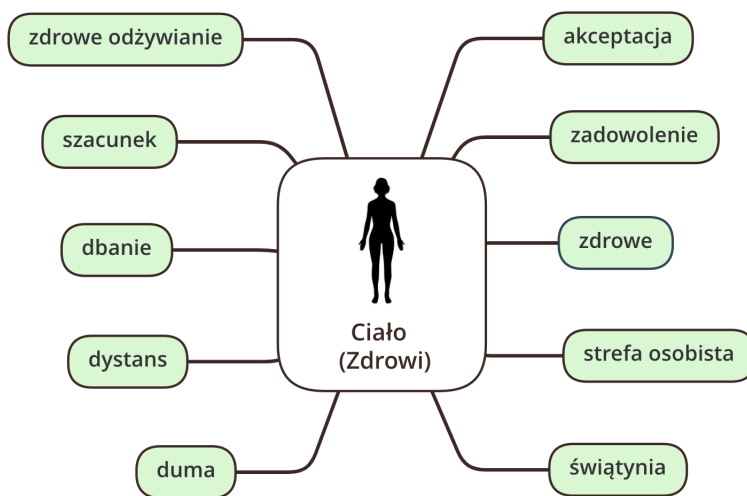 zdrowe odżywianie
akceptacja
szacunek
zadowolenie
dbanie
zdrowe
Ciało
(Zdrowi)
dystans
strefa osobista
duma
świątynia